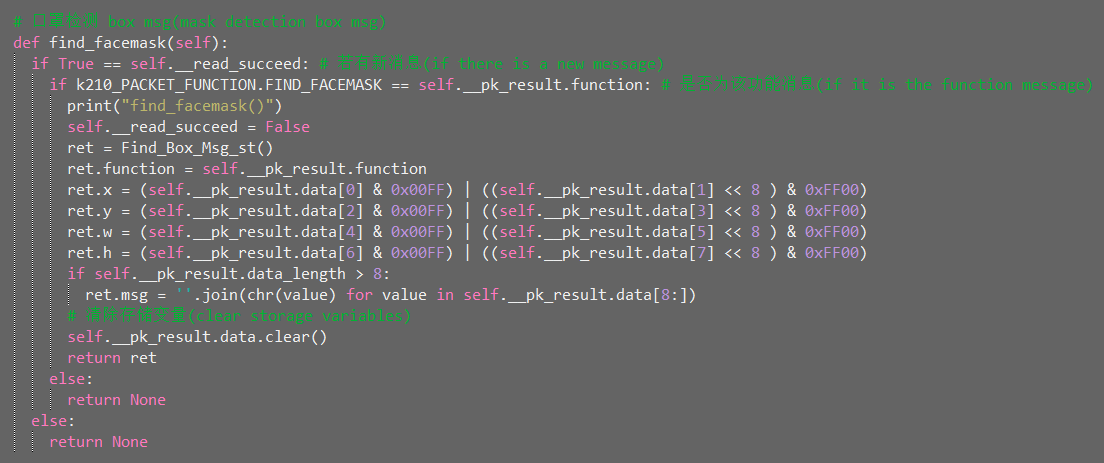 # 口罩检测 box msg(mask detection box msg)
def find_facemask(self):
if True == self.__read_succeed: # 若有新消息(if there is a new message)
if k210_PACKET_FUNCTION.FIND_FACEMASK == self.__pk_result.function: # 是否为该功能消息(if it is the function message)
print("find_facemask()")
self.__read_succeed = False
ret = Find_Box_Msg_st()
ret.function = self.__pk_result.function
ret.x = (self.__pk_result.data[0] & 0x00FF) | ((self.__pk_result.data[1] << 8 ) & 0xFF00)
ret.y = (self.__pk_result.data[2] & 0x00FF) | ((self.__pk_result.data[3] << 8 ) & 0xFF00)
ret.w = (self.__pk_result.data[4] & 0x00FF) | ((self.__pk_result.data[5] << 8 ) & 0xFF00)
ret.h = (self.__pk_result.data[6] & 0x00FF) | ((self.__pk_result.data[7] << 8 ) & 0xFF00)
if self.__pk_result.data_length > 8:
ret.msg = ''.join(chr(value) for value in self.__pk_result.data[8:])
# 清除存储变量(clear storage variables)
self.__pk_result.data.clear()
return ret
else:
return None
else:
return None